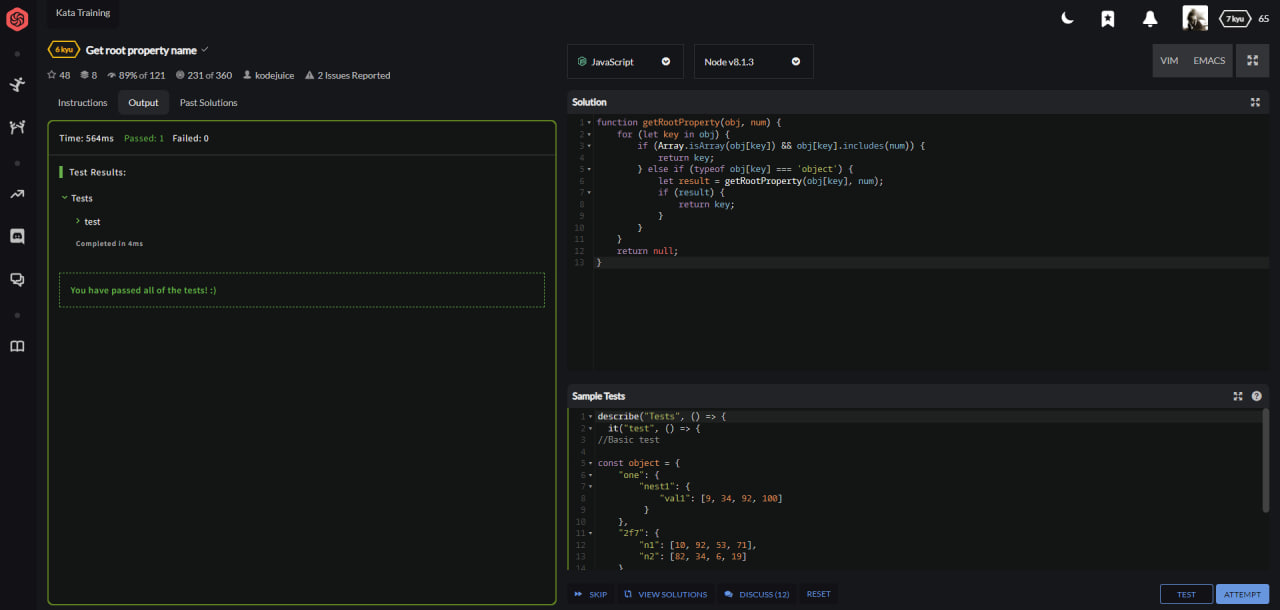 Kata Training
7 kyu
65
6 kyu
Get root property name
48
8
89% of 121
231 of 360
kodejuice
2 Issues Reported
JavaScript
Node v8.1.3
VIM
EMACS
Instructions
Output
Past Solutions
Time: 564ms Passed: 1 Failed: 0
Test Results:
Tests
test
Completed in 4ms
You have passed all of the tests! :)
Solution
1 function getRootProperty(obj, num) {
2 for (let key in obj) {
3 if (Array.isArray(obj[key]) && obj[key].includes(num)) {
4 return key;
5 } else if (typeof obj[key] === 'object') {
6 let result = getRootProperty(obj[key], num);
7 if (result) {
8 return key;
9 }
10 }
11 }
12 return null;
13 }
Sample Tests
1 describe("Tests", () => {
2 it("test", () => {
3 //Basic test
4
5 const object = {
6 "one": {
7 "nest1": {
8 "val1": [9, 34, 92, 100]
9 }
10 },
11 "2f7": {
12 "n1": [10, 92, 53, 71],
13 "n2": [82, 34, 6, 19]
14 }
SKIP
VIEW SOLUTIONS
DISCUSS (12)
RESET
TEST
ATTEMPT